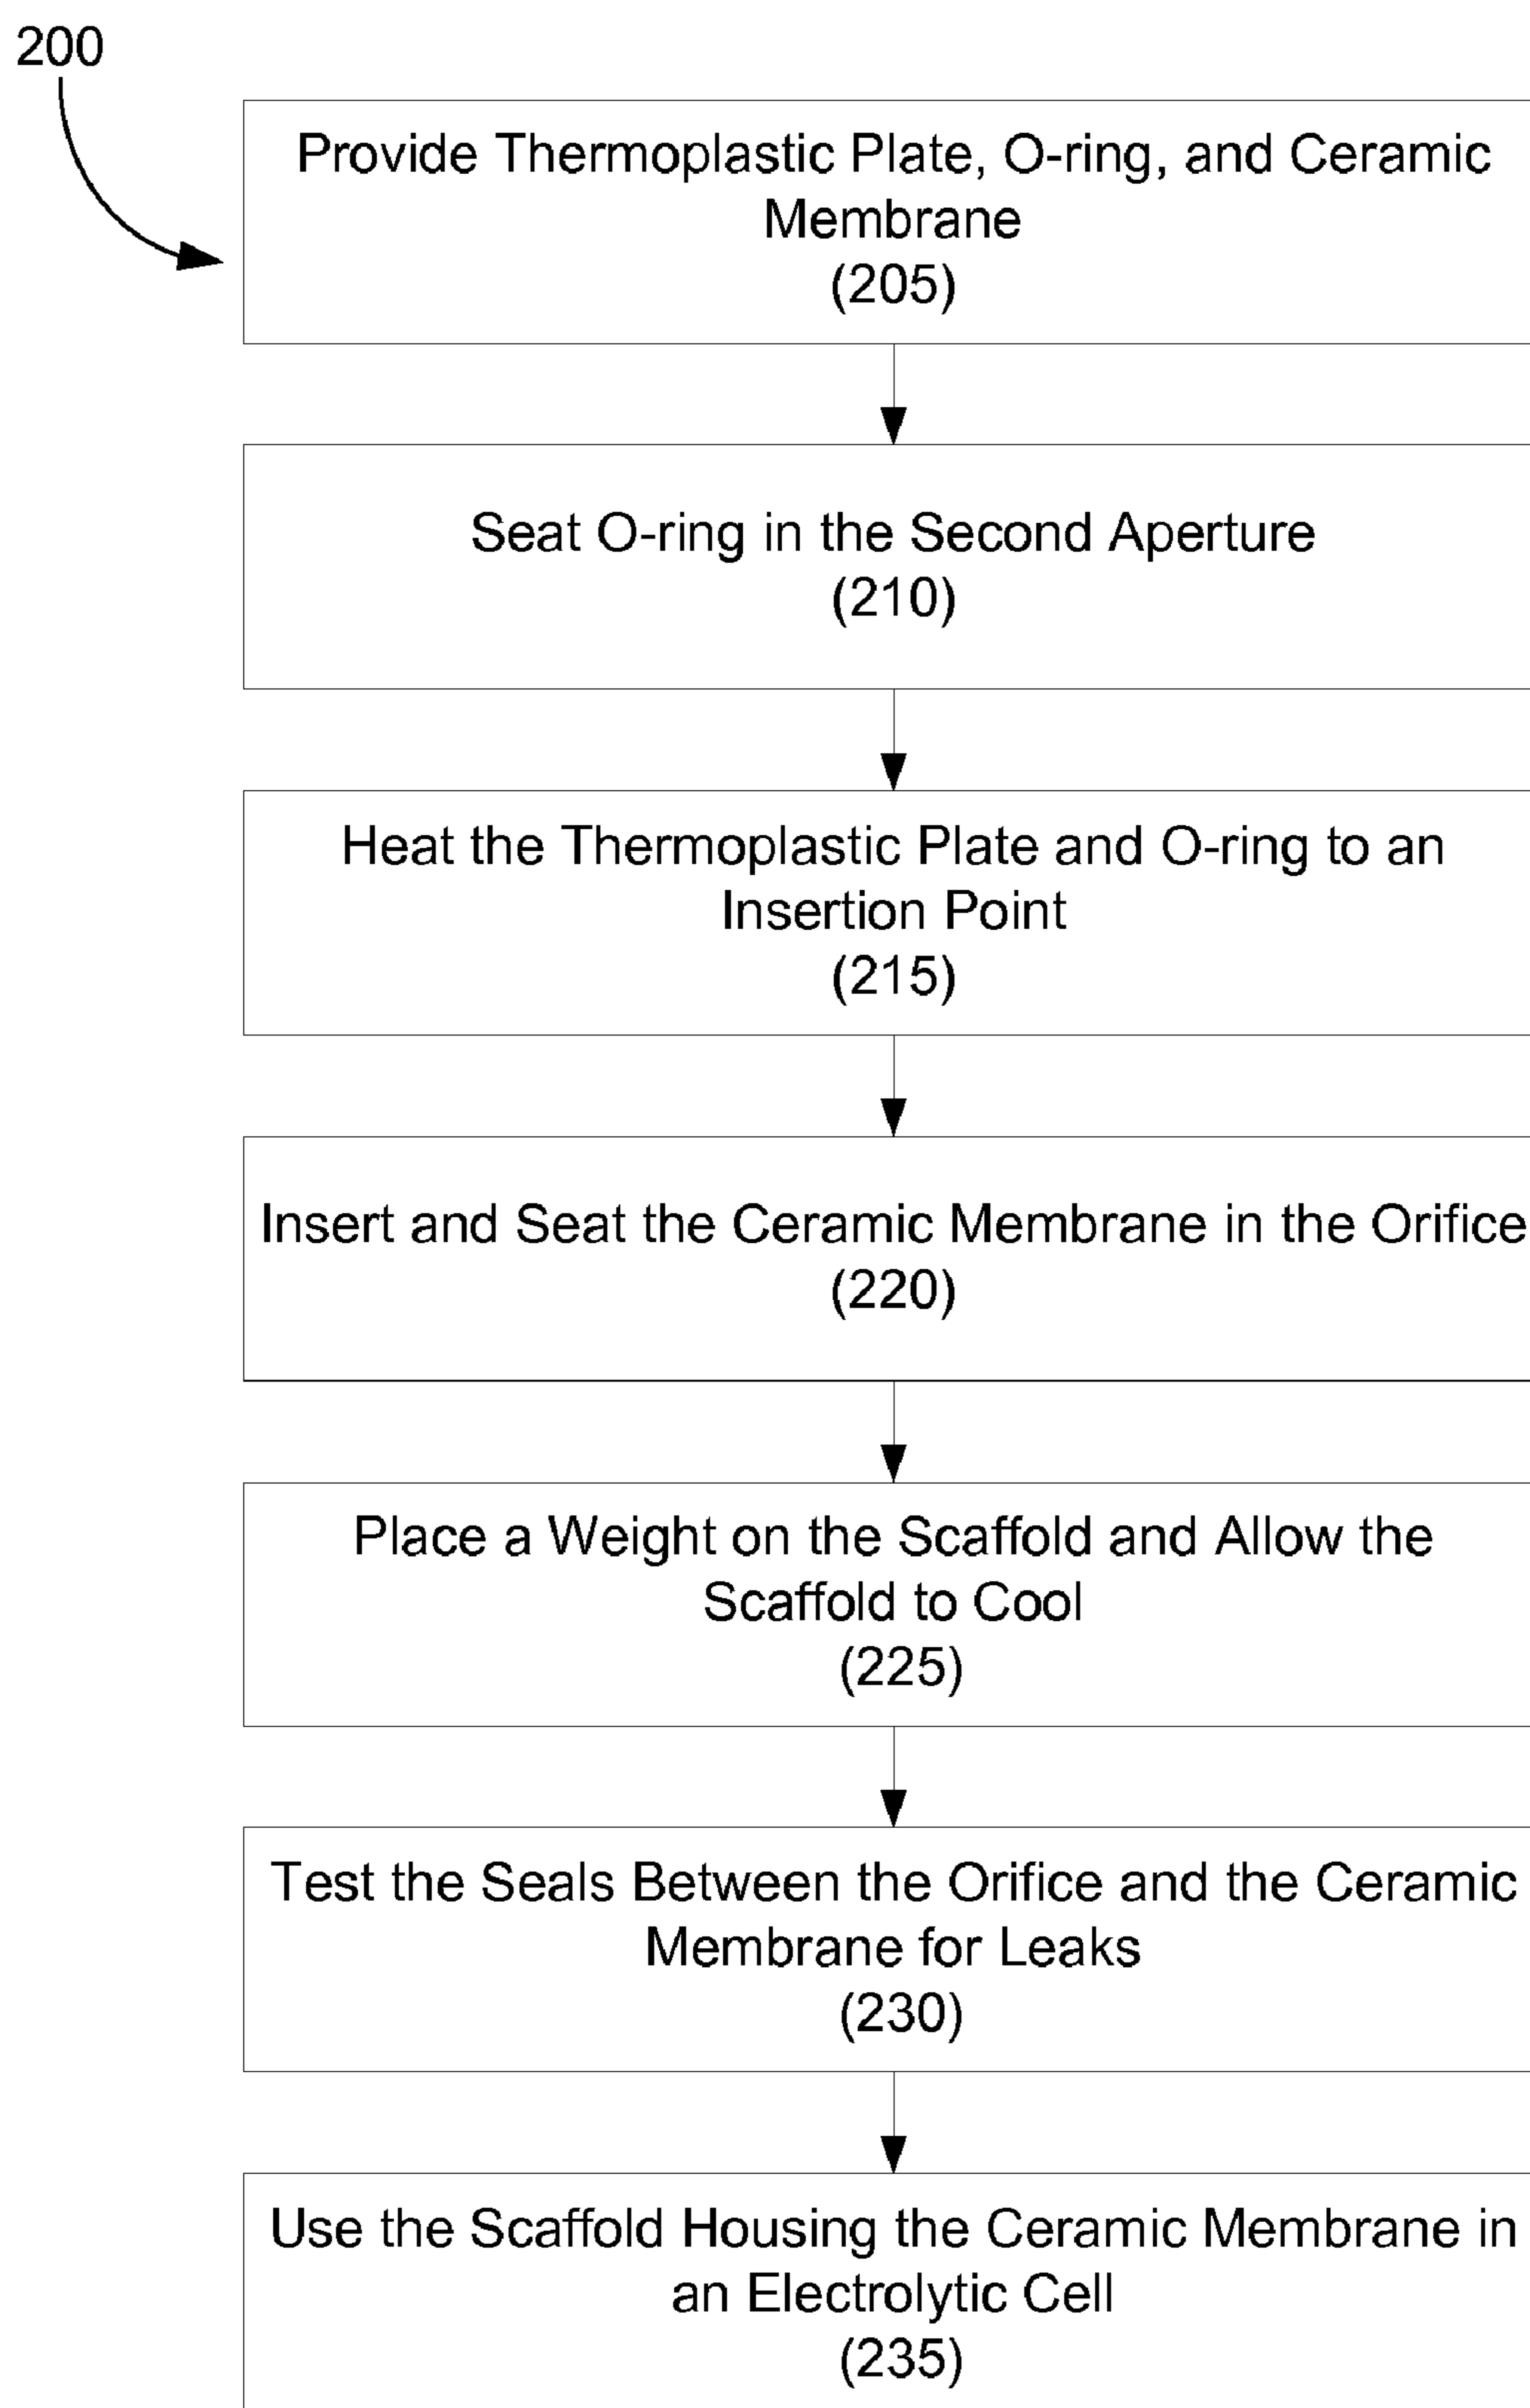 200
Provide Thermoplastic Plate, O-ring, and Ceramic
Membrane
(205)
Seat O-ring in the Second Aperture
(210)
Heat the Thermoplastic Plate and O-ring to an
Insertion Point
(215)
Insert and Seat the Ceramic Membrane in the Orifice
(220)
Place a Weight on the Scaffold and Allow the
Scaffold to Cool
(225)
Test the Seals Between the Orifice and the Ceramic
Membrane for Leaks
(230)
Use the Scaffold Housing the Ceramic Membrane in
an Electrolytic Cell
(235)